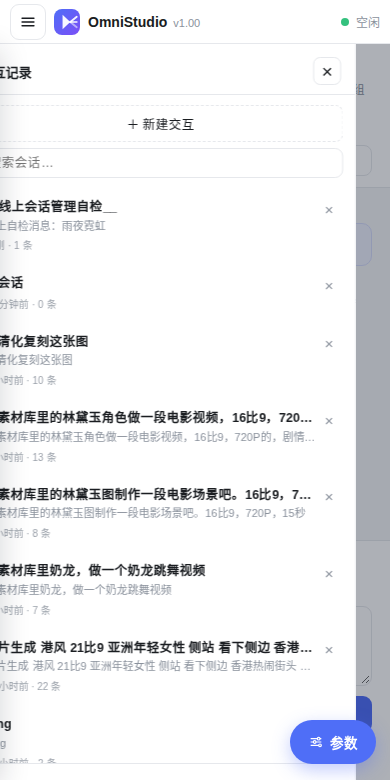 OmniStudio v1.00
空闲
互记录
组
＋ 新建交互
索会话…
线上会话管理自检__
上自检消息：雨夜霓虹
· 1 条
会话
分钟前 · 0 条
清化复刻这张图
清化复刻这张图
小时前 · 10 条
素材库里的林黛玉角色做一段电影视频，16比9，720…
素材库里的林黛玉角色做一段电影视频，16比9，720P的，剧情…
小时前 · 13 条
素材库里的林黛玉图制作一段电影场景吧。16比9，7…
素材库里的林黛玉图制作一段电影场景吧。16比9，720P，15秒
小时前 · 8 条
素材库里奶龙，做一个奶龙跳舞视频
素材库里奶龙，做一个奶龙跳舞视频
小时前 · 7 条
片生成 港风 21比9 亚洲年轻女性 侧站 看下侧边 香港…
片生成 港风 21比9 亚洲年轻女性 侧站 看下侧边 香港热闹街头 …
小时前 · 22 条
ng
g
小时前 · 2 条
参数